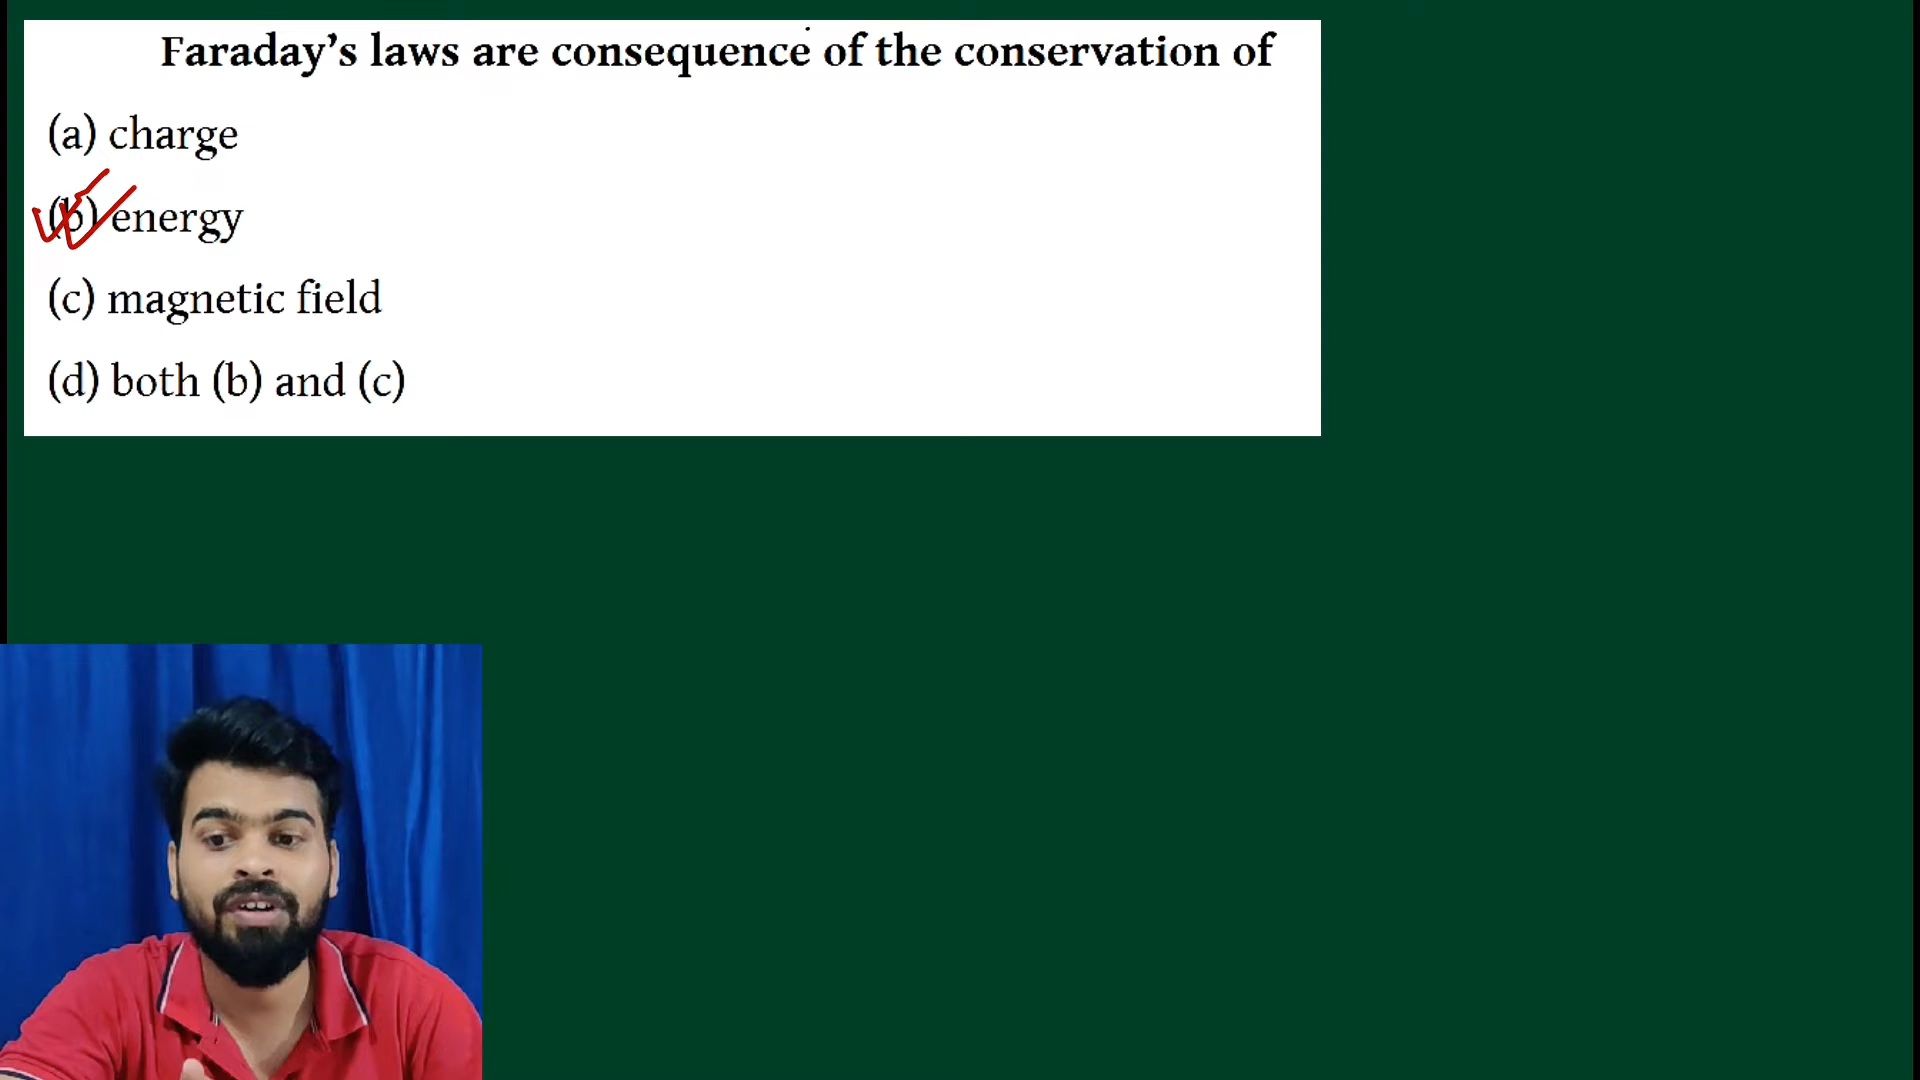 Faraday’s laws are consequence of the conservation of
(a) charge
(b) energy
(c) magnetic field
(d) both (b) and (c)